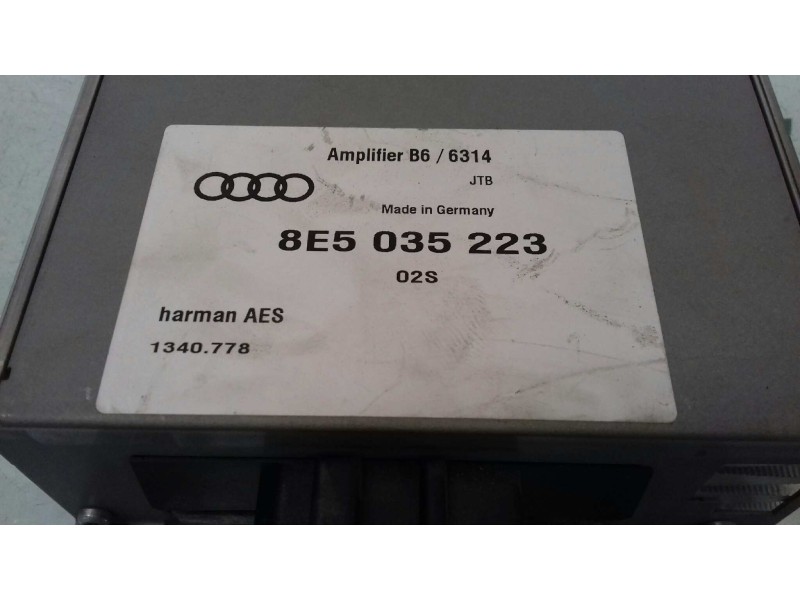 Amplifier B6 / 6314
JTB
Made in Germany
8E5 035 223
02S
harman AES
1340.778